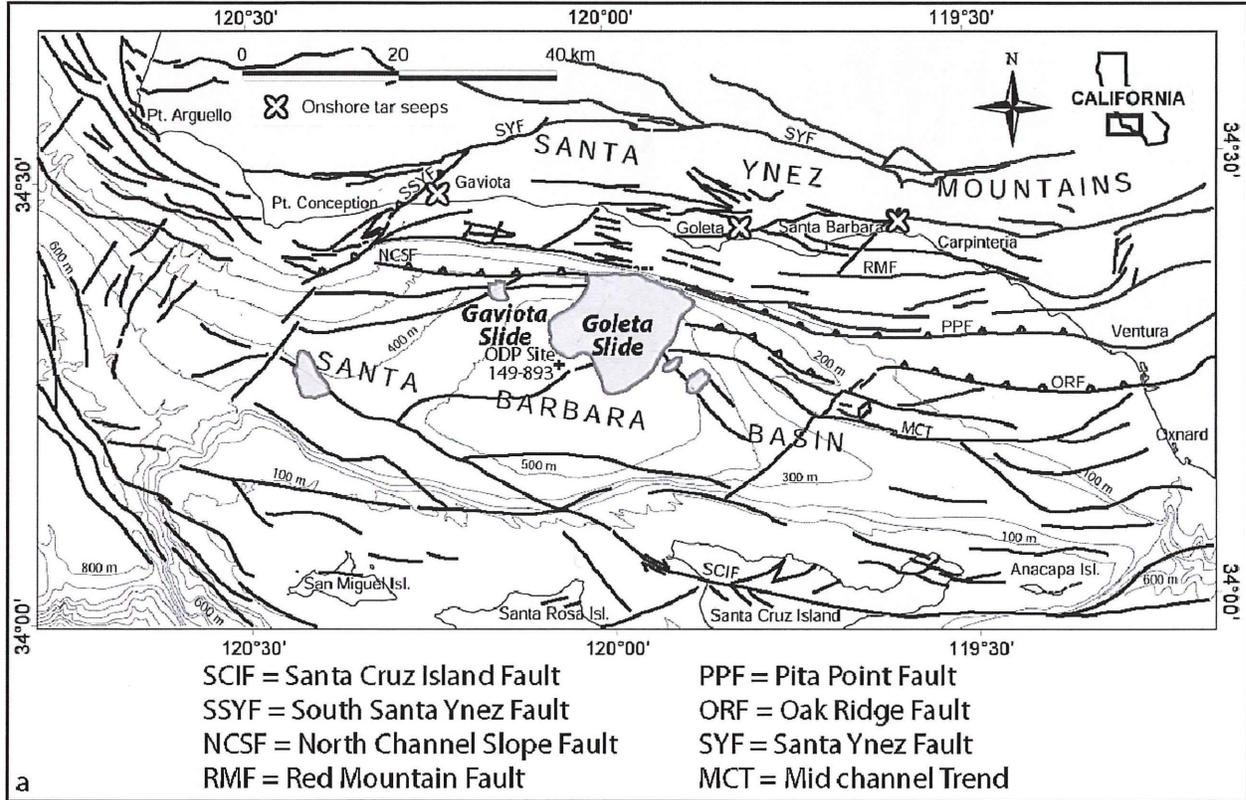 120°30'
120°00'
119°30'
0
20
40 km
N
CALIFORNIA
Onshore tar seeps
Pt. Arguello
SYF
SYF
34°30'
34°30'
SANTA
YNEZ
MOUNTAINS
SSYF
Gaviota
Pt. Conception
Goleta
Santa Barbara
Carpinteria
600 m
NCSF
RMF
Gaviota
Slide
Goleta
Slide
PPF
Ventura
400 m
ODP Site
149-893
200 m
SANTA
BARBARA
BASIN
ORF
MCT
Oxnard
500 m
300 m
100 m
100 m
100 m
800 m
600 m
San Miguel Isl.
Santa Rosa Isl.
SCIF
Santa Cruz Island
Anacapa Isl.
600 m
34°00'
34°00'
120°30'
120°00'
119°30'
SCIF = Santa Cruz Island Fault
SSYF = South Santa Ynez Fault
NCSF = North Channel Slope Fault
RMF = Red Mountain Fault
PPF = Pita Point Fault
ORF = Oak Ridge Fault
SYF = Santa Ynez Fault
MCT = Mid channel Trend
a